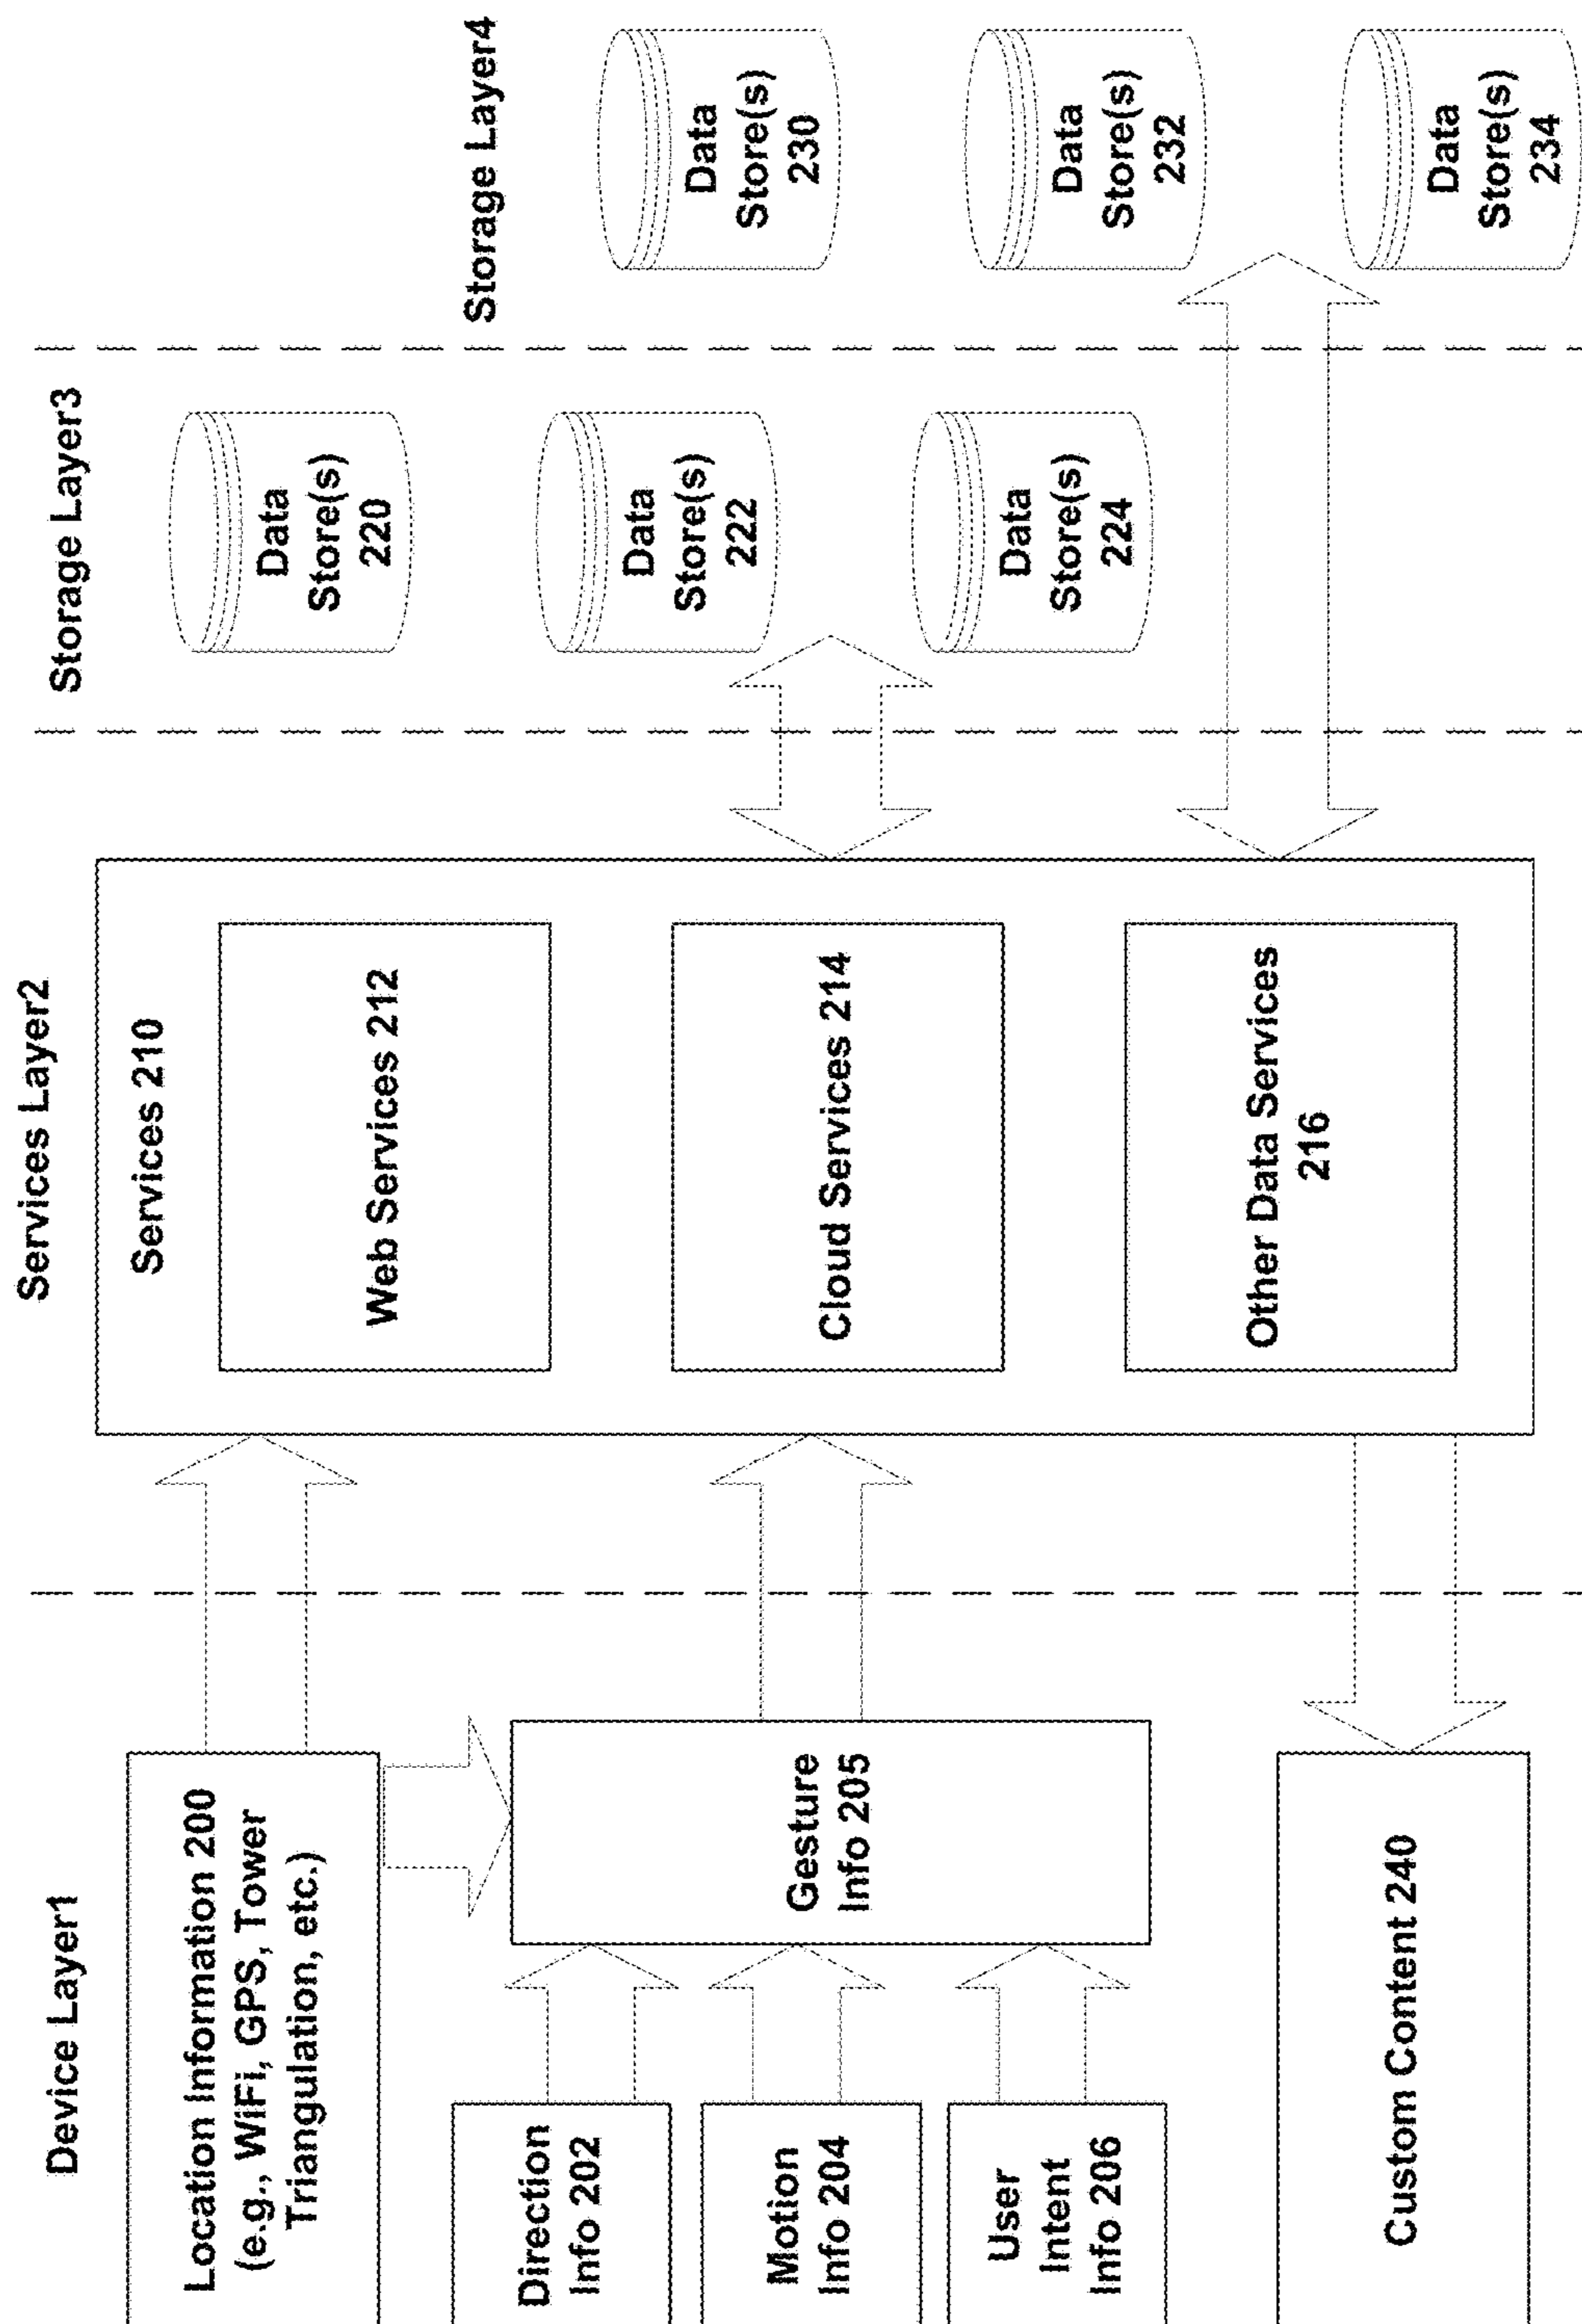 Device Layer1
Location Information 200
(e.g., WiFi, GPS, Tower
Triangulation, etc.)
Direction
Info 202
Motion
Info 204
User
Intent
Info 206
Gesture
Info 205
Custom Content 240
Services Layer2
Services 210
Web Services 212
Cloud Services 214
Other Data Services
216
Storage Layer3
Data
Store(s)
220
Data
Store(s)
222
Data
Store(s)
224
Storage Layer4
Data
Store(s)
230
Data
Store(s)
232
Data
Store(s)
234